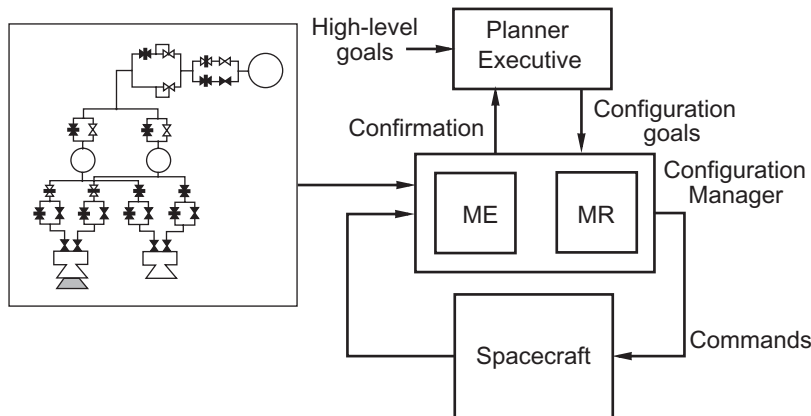 High-level
goals
Planner
Executive
Confirmation
Configuration
goals
Configuration
Manager
ME
MR
Spacecraft
Commands